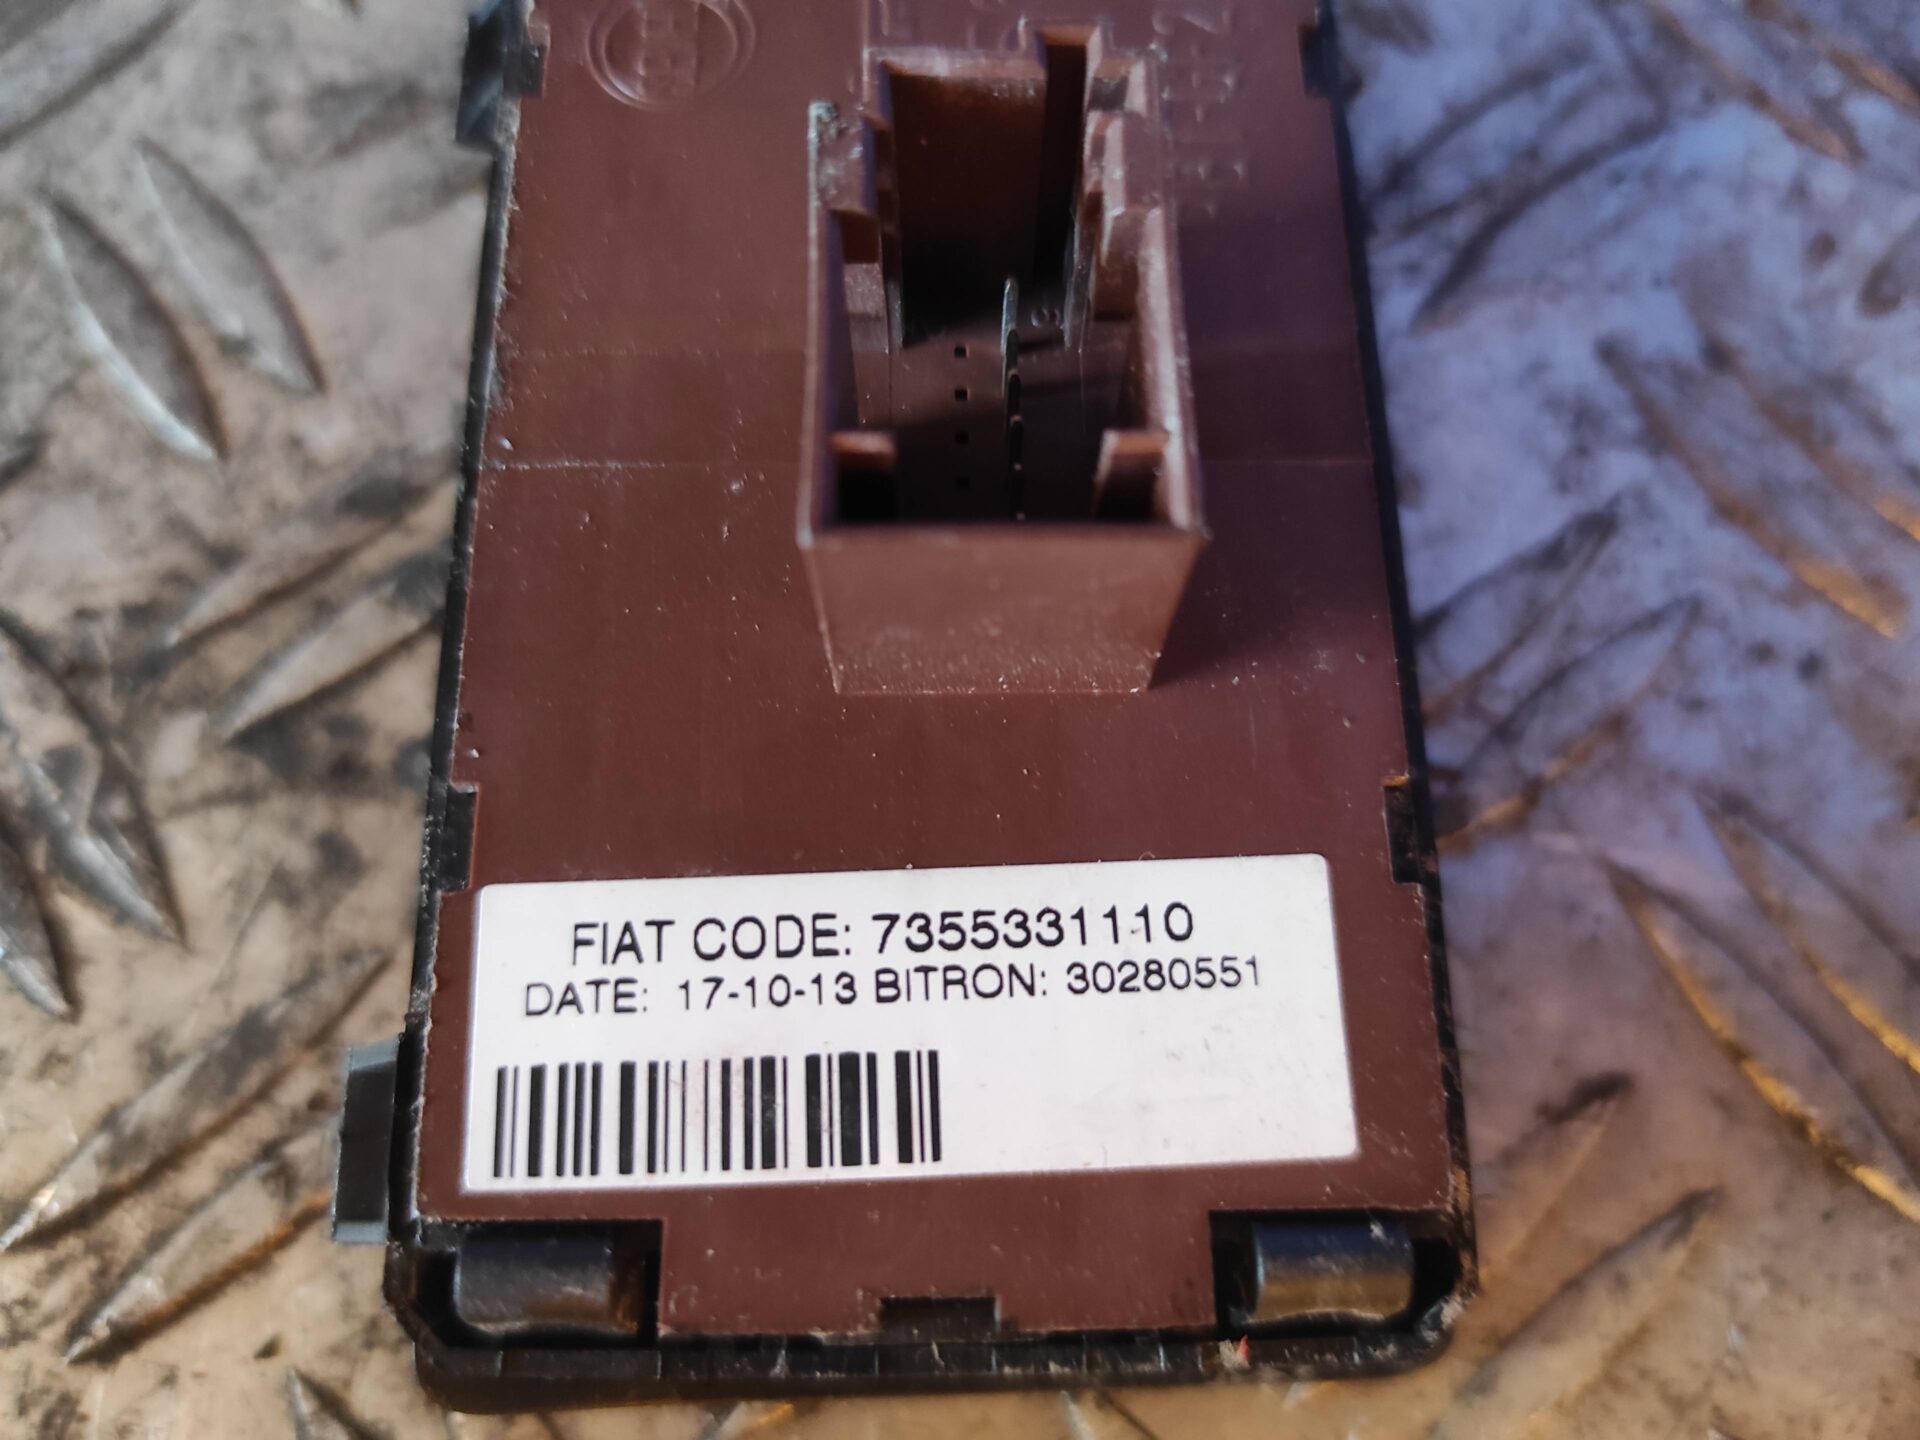 FIAT CODE: 7355331110
DATE: 17-10-13 BITRON: 30280551